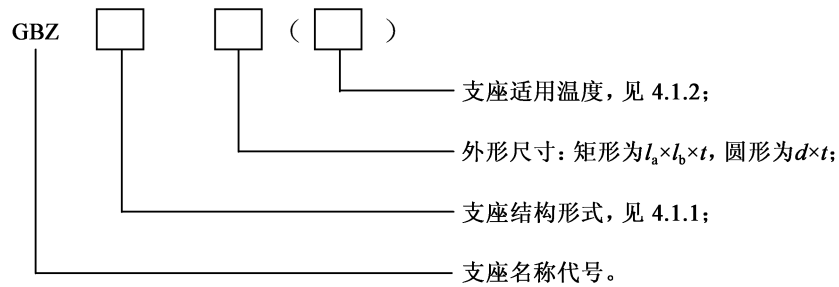 GBZ □ □（□）
支座适用温度，见 4.1.2；
外形尺寸：矩形为lₐ×l_b×t，圆形为d×t；
支座结构形式，见 4.1.1；
支座名称代号。